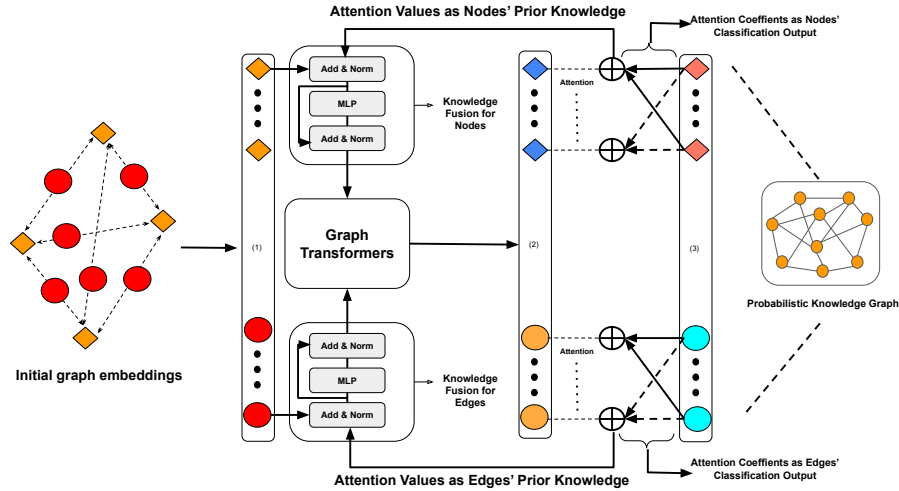 Attention Values as Nodes' Prior Knowledge
Attention Coeffients as Nodes'
Classification Output
Add & Norm
MLP
Add & Norm
Knowledge
Fusion for
Nodes
Attention
Graph
Transformers
(1)
(2)
(3)
Probabilistic Knowledge Graph
Initial graph embeddings
Add & Norm
MLP
Add & Norm
Knowledge
Fusion for
Edges
Attention
Attention Values as Edges' Prior Knowledge
Attention Coeffients as Edges'
Classification Output